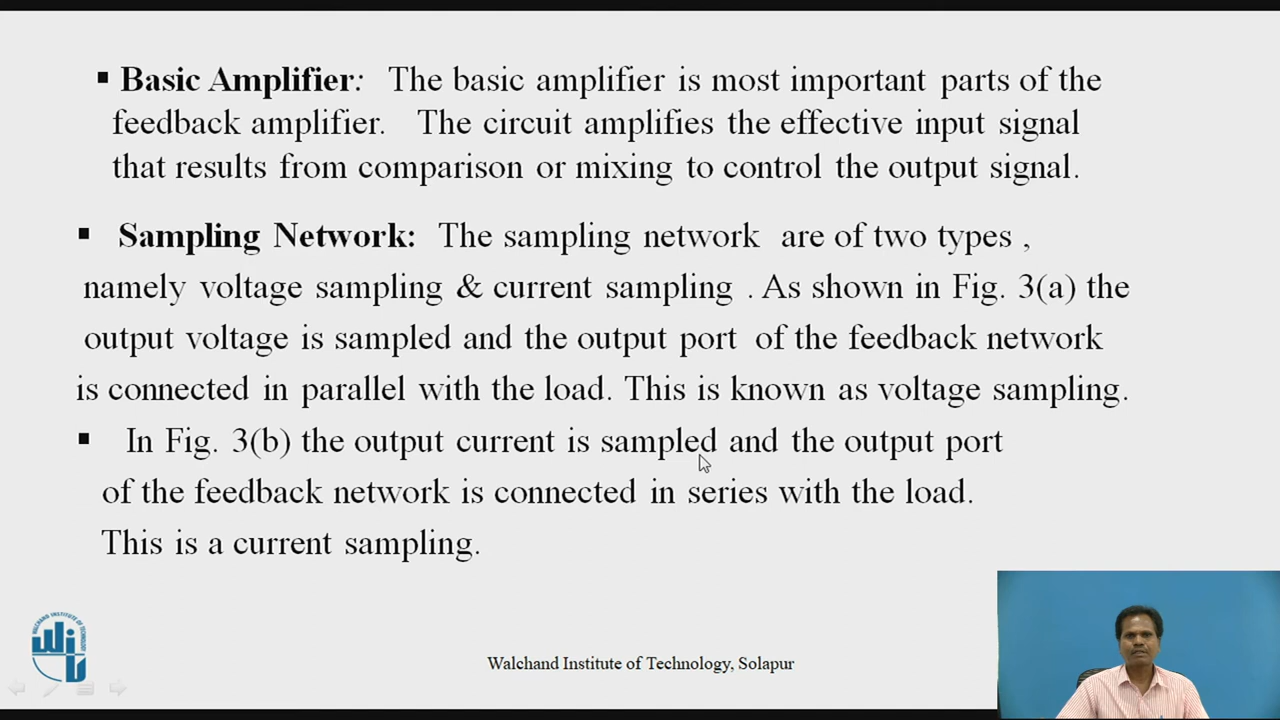 ▪ Basic Amplifier: The basic amplifier is most important parts of the
feedback amplifier. The circuit amplifies the effective input signal
that results from comparison or mixing to control the output signal.
▪ Sampling Network: The sampling network are of two types ,
namely voltage sampling & current sampling . As shown in Fig. 3(a) the
output voltage is sampled and the output port of the feedback network
is connected in parallel with the load. This is known as voltage sampling.
▪ In Fig. 3(b) the output current is sampled and the output port
of the feedback network is connected in series with the load.
This is a current sampling.
WALCHAND INSTITUTE OF TECHNOLOGY
Walchand Institute of Technology, Solapur